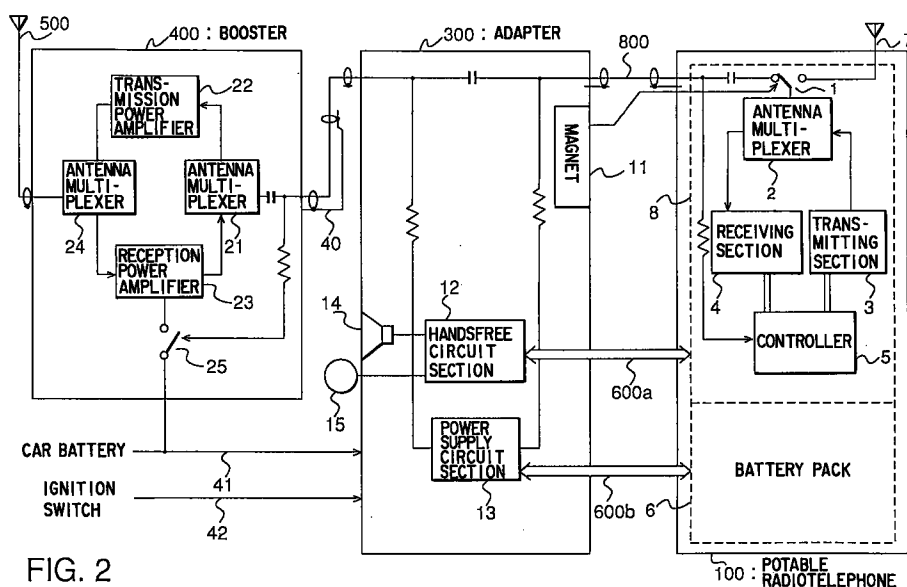 500
400 : BOOSTER
TRANS-
MISSION
POWER
AMPLIFIER
22
ANTENNA
MULTI-
PLEXER
24
ANTENNA
MULTI-
PLEXER
21
RECEPTION
POWER
AMPLIFIER
23
25
40
300 : ADAPTER
800
MAGNET
11
14
12
HANDSFREE
CIRCUIT
SECTION
15
POWER
SUPPLY
CIRCUIT
SECTION
13
600a
600b
CAR BATTERY
41
IGNITION
SWITCH
42
7
1
ANTENNA
MULTI-
PLEXER
2
8
RECEIVING
SECTION
4
TRANS-
MITTING
SECTION
3
CONTROLLER
5
BATTERY PACK
6
100 : POTABLE
RADIOTELEPHONE
FIG. 2